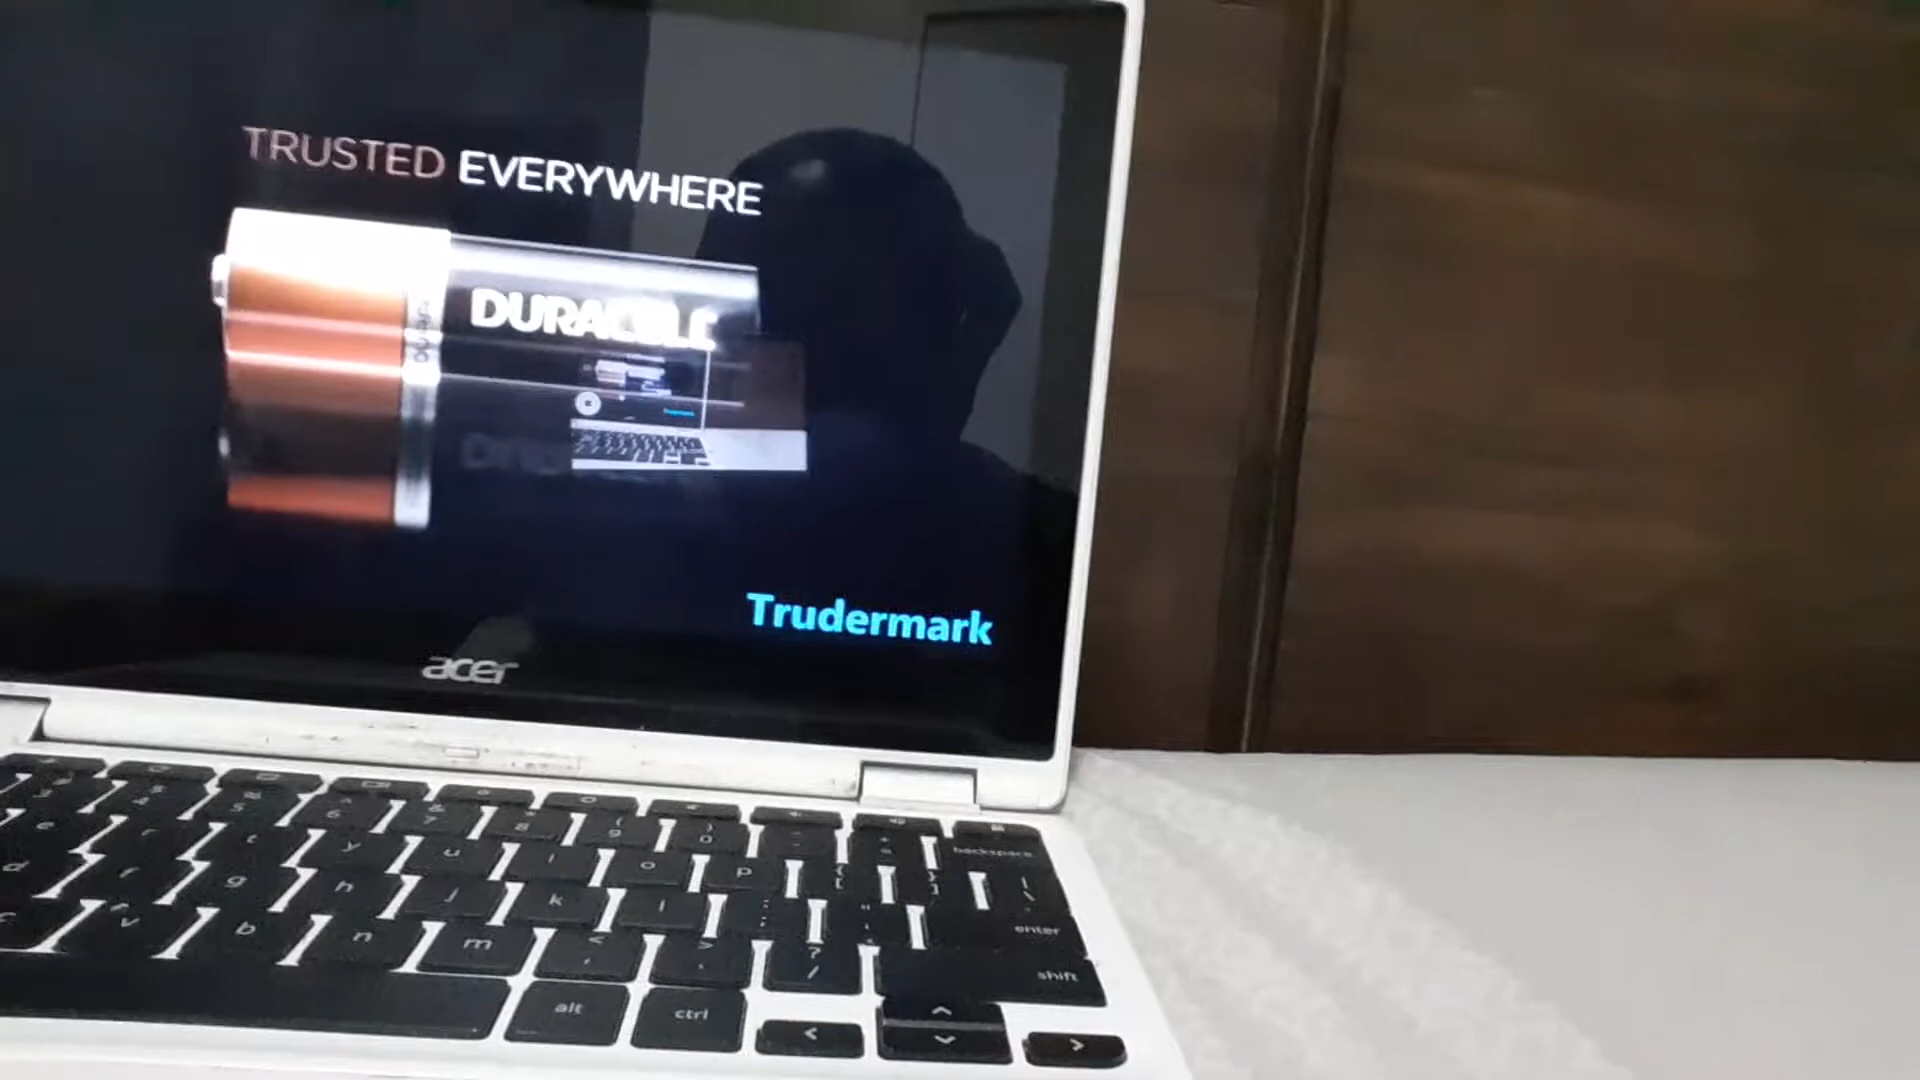 TRUSTED EVERYWHERE
DURACELL
Trudermark
acer
backspace
e r t y u i o p
d f g h j k l
enter
c v b n m
shift
alt ctrl